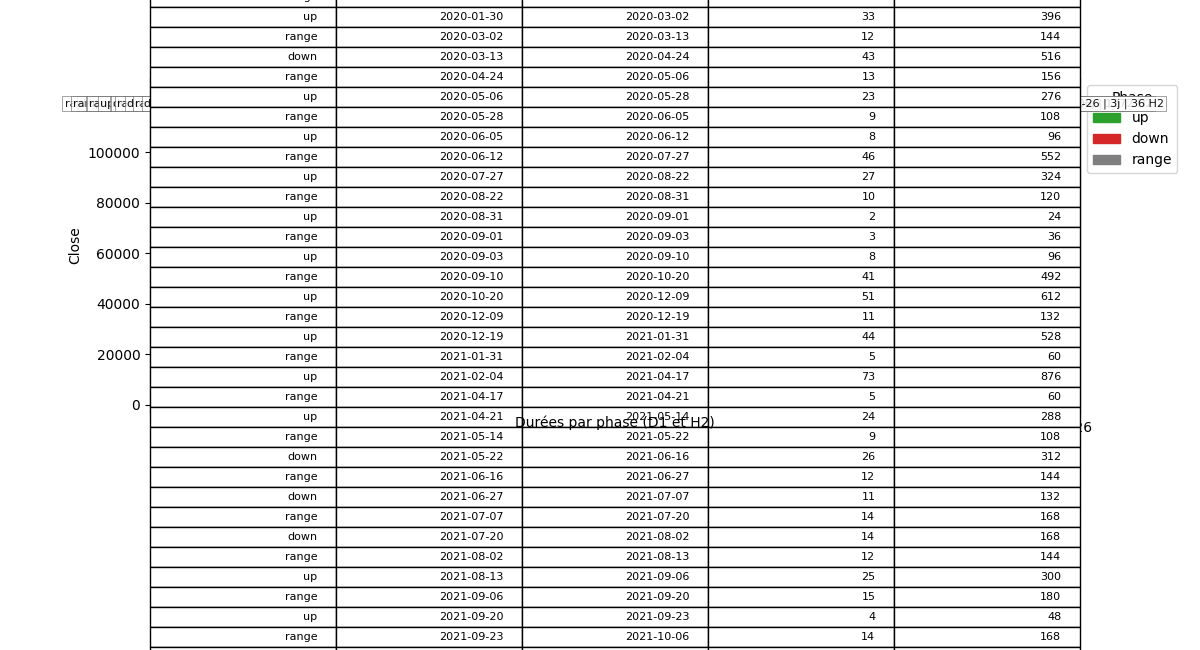 up 2020-01-30 2020-03-02 33 396
range 2020-03-02 2020-03-13 12 144
down 2020-03-13 2020-04-24 43 516
range 2020-04-24 2020-05-06 13 156
up 2020-05-06 2020-05-28 23 276
-26 | 3j | 36 H2
range 2020-05-28 2020-06-05 9 108
up 2020-06-05 2020-06-12 8 96
range 2020-06-12 2020-07-27 46 552
up 2020-07-27 2020-08-22 27 324
range 2020-08-22 2020-08-31 10 120
up 2020-08-31 2020-09-01 2 24
range 2020-09-01 2020-09-03 3 36
up 2020-09-03 2020-09-10 8 96
range 2020-09-10 2020-10-20 41 492
up 2020-10-20 2020-12-09 51 612
range 2020-12-09 2020-12-19 11 132
up 2020-12-19 2021-01-31 44 528
range 2021-01-31 2021-02-04 5 60
up 2021-02-04 2021-04-17 73 876
range 2021-04-17 2021-04-21 5 60
up 2021-04-21 2021-05-14 24 288
Durées par phase (D1 et H2)
range 2021-05-14 2021-05-22 9 108
down 2021-05-22 2021-06-16 26 312
range 2021-06-16 2021-06-27 12 144
down 2021-06-27 2021-07-07 11 132
range 2021-07-07 2021-07-20 14 168
down 2021-07-20 2021-08-02 14 168
range 2021-08-02 2021-08-13 12 144
up 2021-08-13 2021-09-06 25 300
range 2021-09-06 2021-09-20 15 180
up 2021-09-20 2021-09-23 4 48
range 2021-09-23 2021-10-06 14 168
Close
100000
80000
60000
40000
20000
0
Phase
up
down
range